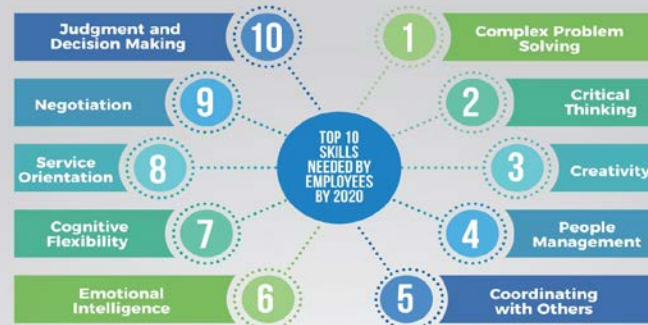 TOP 10
SKILLS
NEEDED BY
EMPLOYEES
BY 2020
1
Complex Problem
Solving
2
Critical
Thinking
3
Creativity
4
People
Management
5
Coordinating
with Others
6
Emotional
Intelligence
7
Cognitive
Flexibility
8
Service
Orientation
9
Negotiation
10
Judgment and
Decision Making